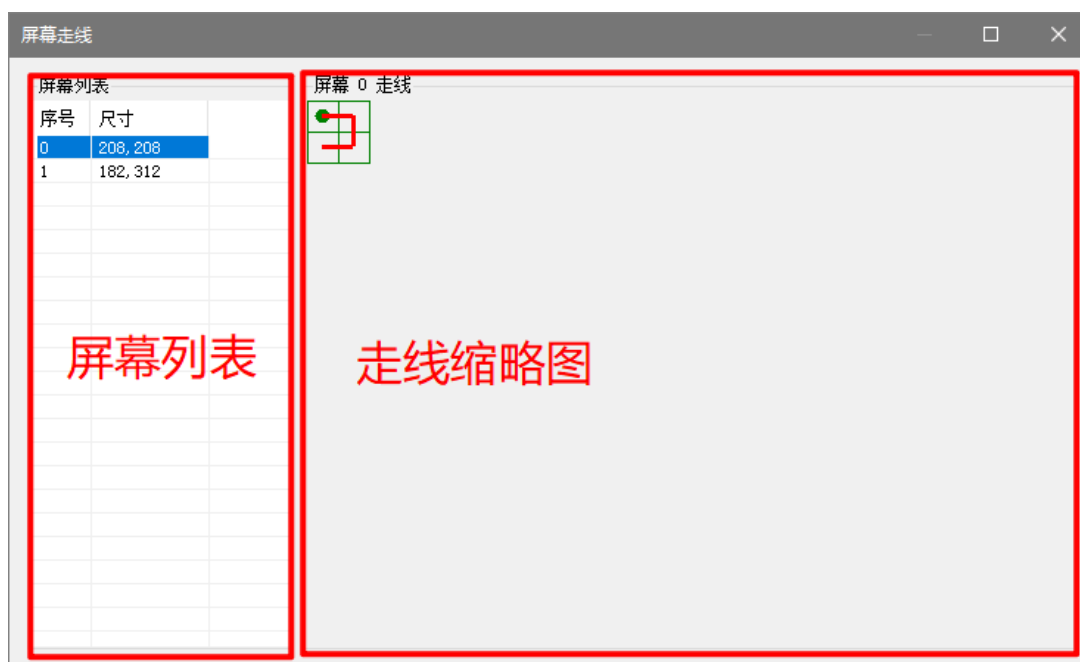 屏幕走线
屏幕列表
序号 尺寸
0 208, 208
1 182, 312
屏幕列表
屏幕 0 走线
走线缩略图